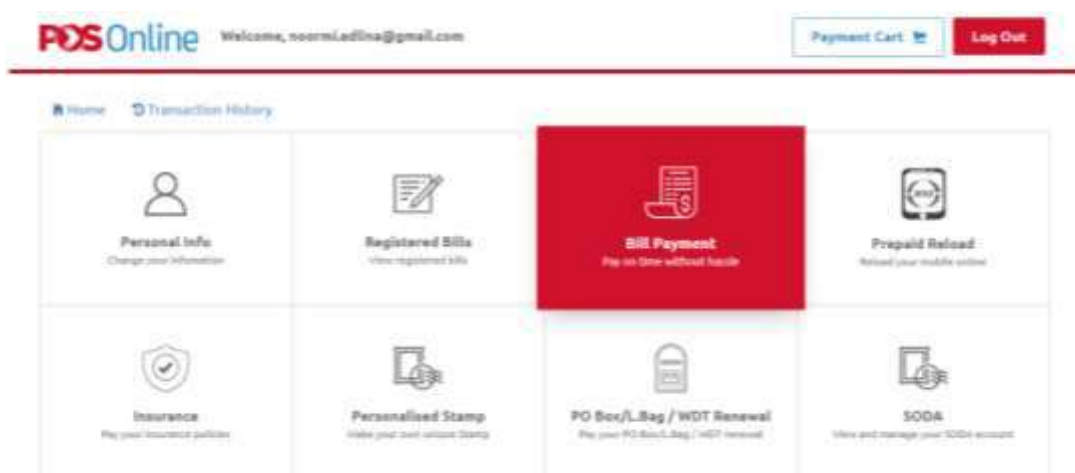 POS Online
Welcome, noormi.adlina@gmail.com
Payment Cart
Log Out
Home
Transaction History
Personal Info
Change your infomation
Registered Bills
View registered bills
Bill Payment
Pay on time without hassle
Prepaid Reload
Reload your mobile online
Insurance
Pay your insurance policies
Personalised Stamp
Make your own unique Stamp
PO Box/L.Bag / WDT Renewal
Pay your PO Box/L.Bag / WDT renewal
SODA
View and manage your SODA account